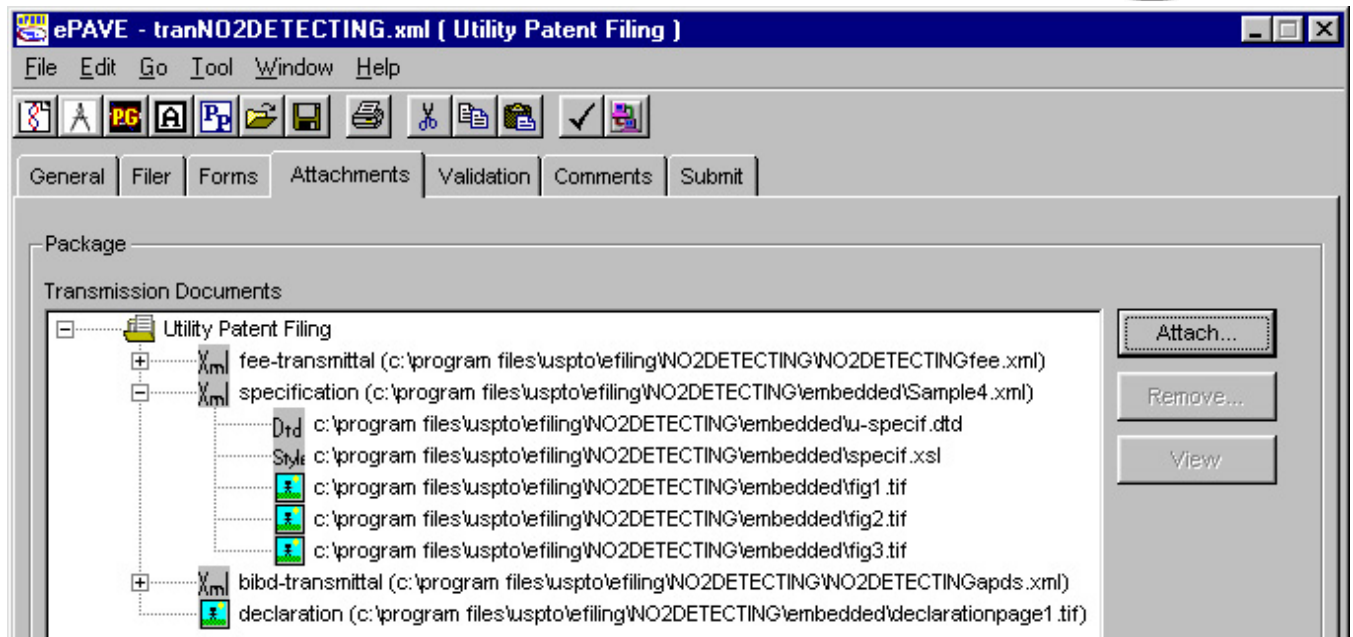 ePAVE - tranNO2DETECTING.xml ( Utility Patent Filing )
File Edit Go Tool Window Help
General Filer Forms Attachments Validation Comments Submit
Package
Transmission Documents
Utility Patent Filing
Attach...
Xml fee-transmittal (c:\program files\uspto\efiling\NO2DETECTING\NO2DETECTINGfee.xml)
Xml specification (c:\program files\uspto\efiling\NO2DETECTING\embedded\Sample4.xml)
Remove...
Dtd c:\program files\uspto\efiling\NO2DETECTING\embedded\u-specif.dtd
Style c:\program files\uspto\efiling\NO2DETECTING\embedded\specif.xsl
View
c:\program files\uspto\efiling\NO2DETECTING\embedded\fig1.tif
c:\program files\uspto\efiling\NO2DETECTING\embedded\fig2.tif
c:\program files\uspto\efiling\NO2DETECTING\embedded\fig3.tif
Xml bibd-transmittal (c:\program files\uspto\efiling\NO2DETECTING\NO2DETECTINGapds.xml)
declaration (c:\program files\uspto\efiling\NO2DETECTING\embedded\declarationpage1.tif)